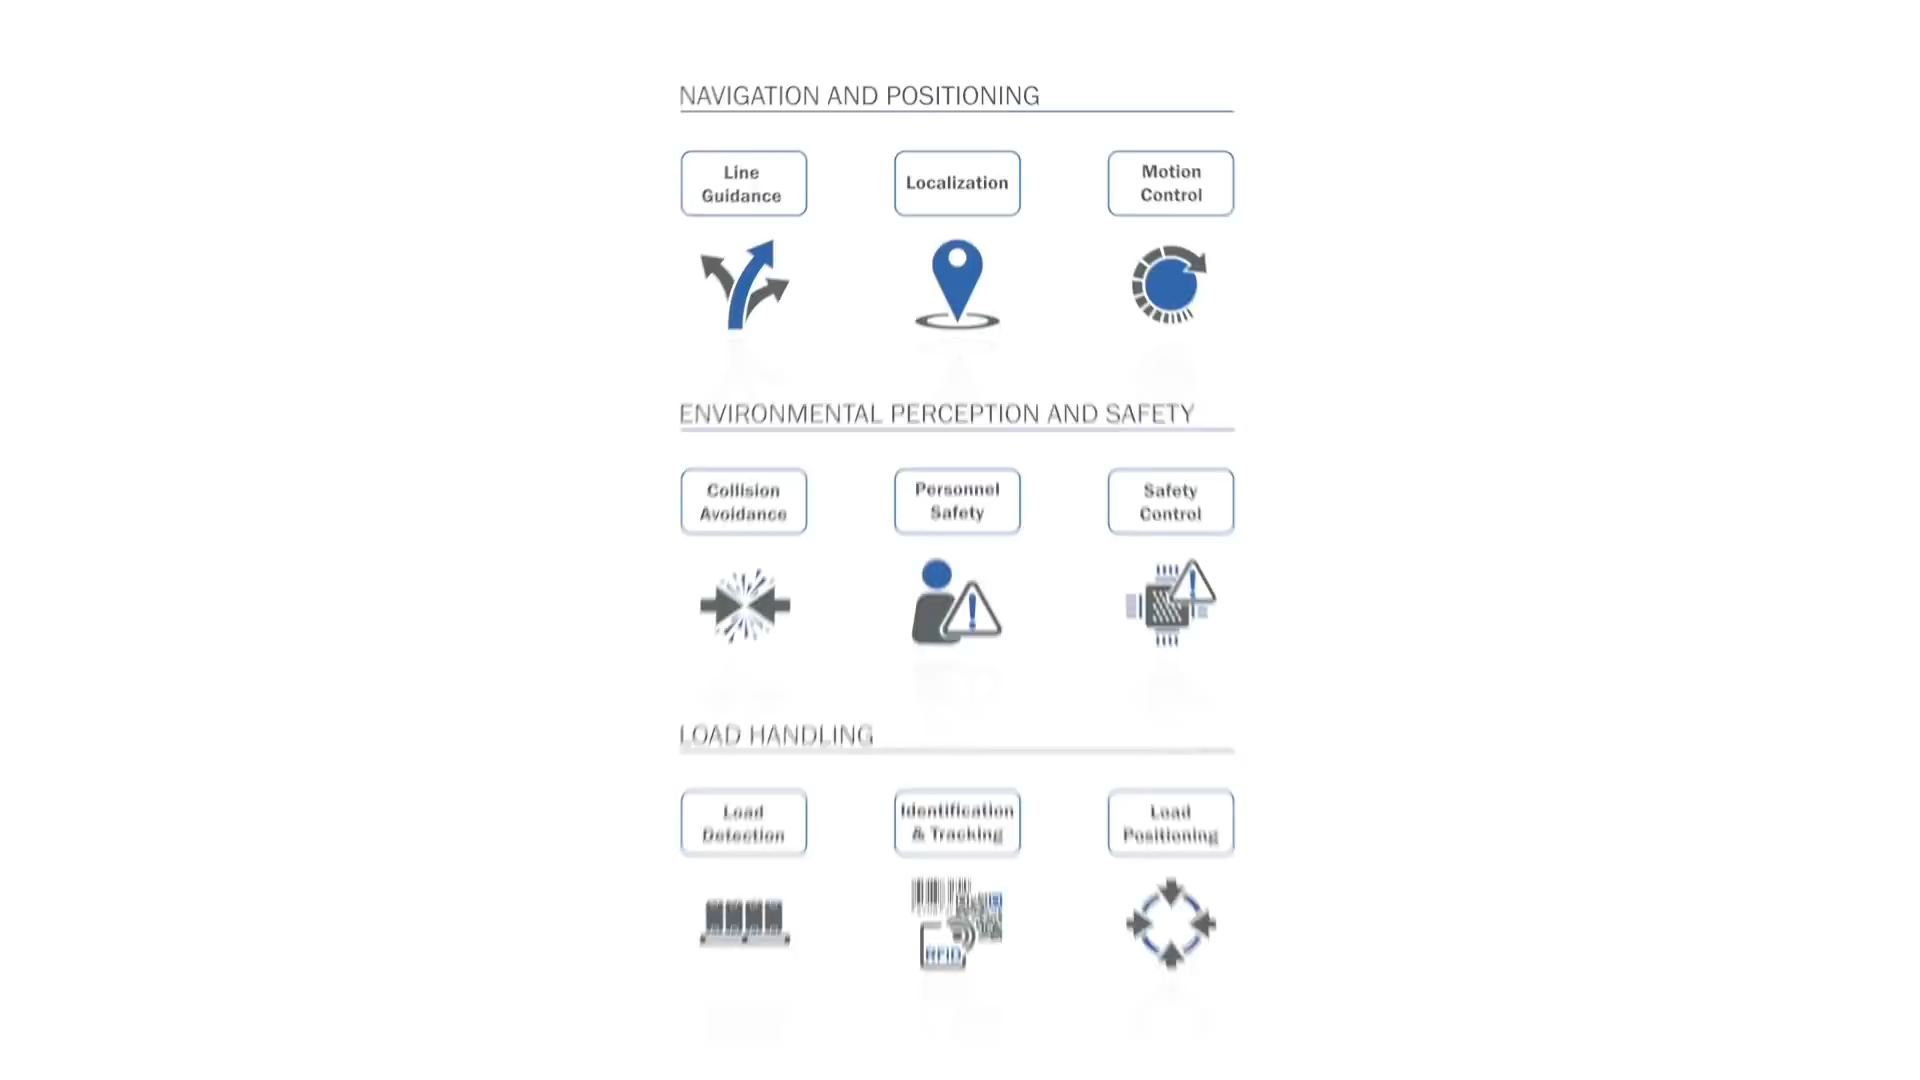 NAVIGATION AND POSITIONING
Line
Guidance
Localization
Motion
Control
ENVIRONMENTAL PERCEPTION AND SAFETY
Collision
Avoidance
Personnel
Safety
Safety
Control
LOAD HANDLING
Load
Detection
Identification
& Tracking
Load
Positioning
RFID